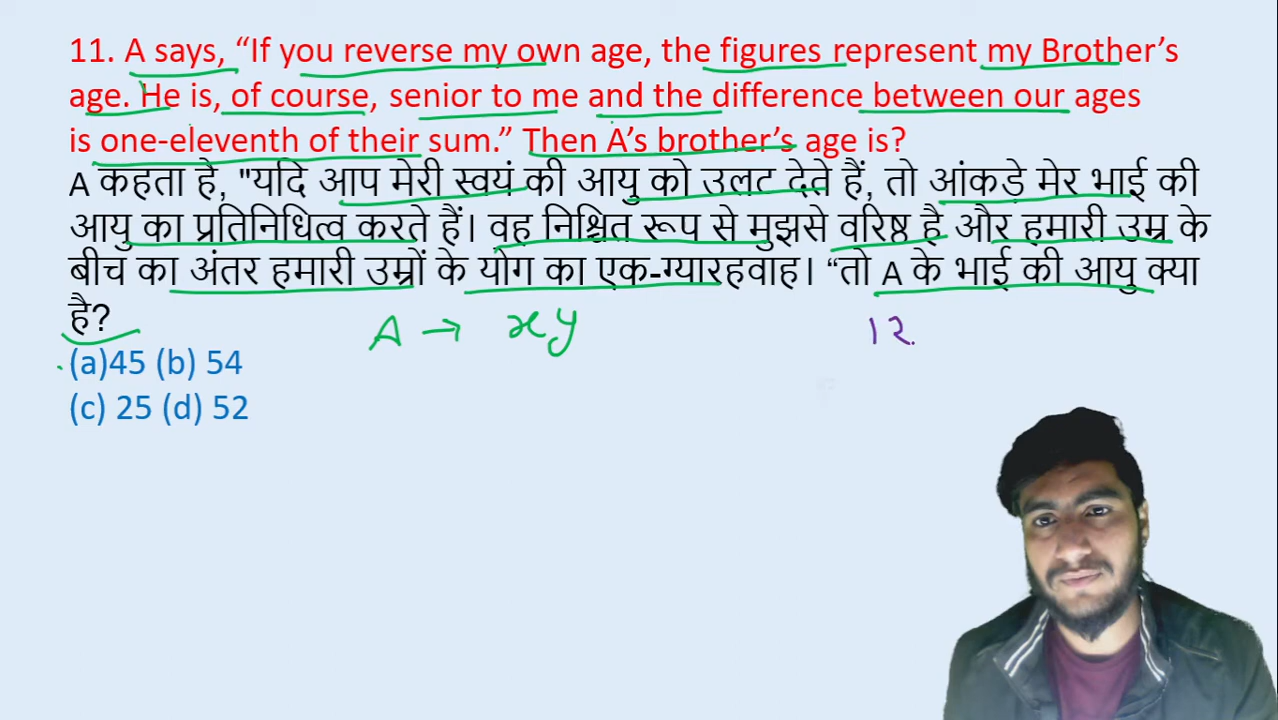 11. A says, “If you reverse my own age, the figures represent my Brother’s
age. He is, of course, senior to me and the difference between our ages
is one-eleventh of their sum.” Then A’s brother’s age is?
A कहता है, "यदि आप मेरी स्वयं की आयु को उलट देते हैं, तो आंकड़े मेर भाई की
आयु का प्रतिनिधित्व करते हैं। वह निश्चित रूप से मुझसे वरिष्ठ है और हमारी उम्र के
बीच का अंतर हमारी उम्रों के योग का एक-ग्यारहवाह। “तो A के भाई की आयु क्या
है?
A → xy 12
(a)45 (b) 54
(c) 25 (d) 52